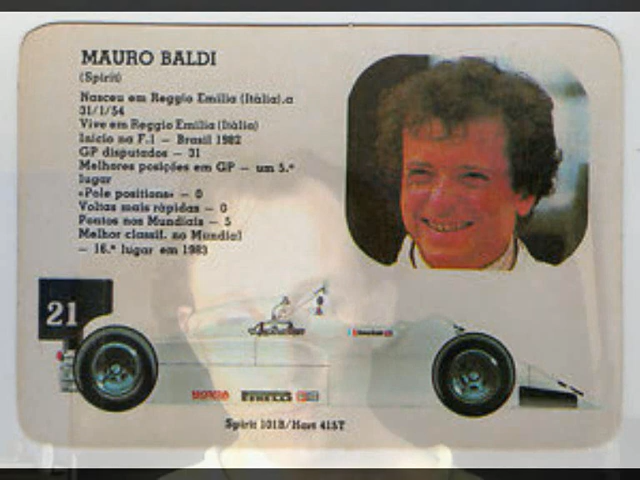 MAURO BALDI
(Spirit)
Nasceu em Reggio Emilia (Itália), a
31/1/54
Vive em Reggio Emilia (Itália)
Início na F.1 — Brasil 1982
GP disputados — 31
Melhores posições em GP — um 5.º
lugar
«Pole positions» — 0
Voltas mais rápidas — 0
Pontos nos Mundiais — 5
Melhor classif. no Mundial
— 16.º lugar em 1983
21
HONDA
PIRELLI
Spirit 101B/Hart 415T